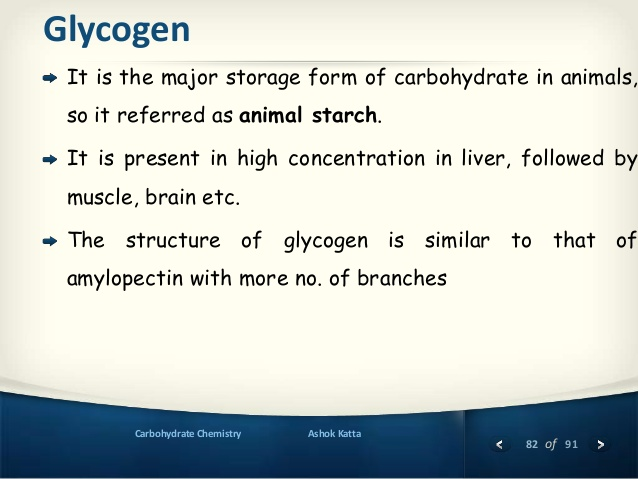 Glycogen
It is the major storage form of carbohydrate in animals,
so it referred as animal starch.
It is present in high concentration in liver, followed by
muscle, brain etc.
The structure of glycogen is similar to that of
amylopectin with more no. of branches
Carbohydrate Chemistry Ashok Katta
< 82 of 91 >